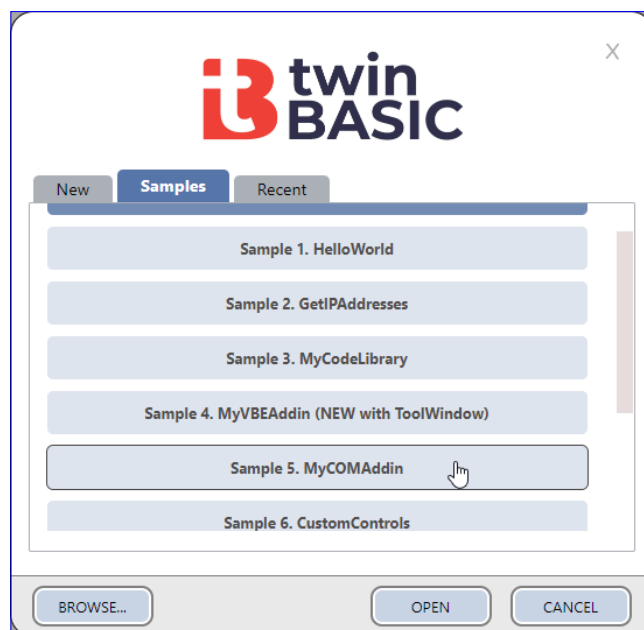 X
twin
BASIC
New Samples Recent
Sample 1. HelloWorld
Sample 2. GetIPAddresses
Sample 3. MyCodeLibrary
Sample 4. MyVBEAddin (NEW with ToolWindow)
Sample 5. MyCOMAddin
Sample 6. CustomControls
BROWSE... OPEN CANCEL